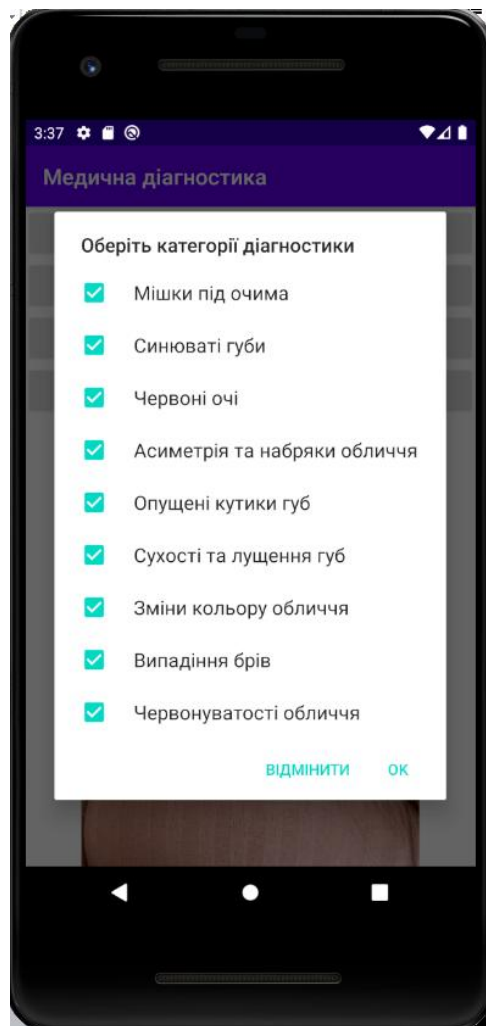 3:37
Медична діагностика
Оберіть категорії діагностики
Мішки під очима
Синюваті губи
Червоні очі
Асиметрія та набряки обличчя
Опущені кутики губ
Сухості та лущення губ
Зміни кольору обличчя
Випадіння брів
Червонуватості обличчя
ВІДМІНИТИ OK